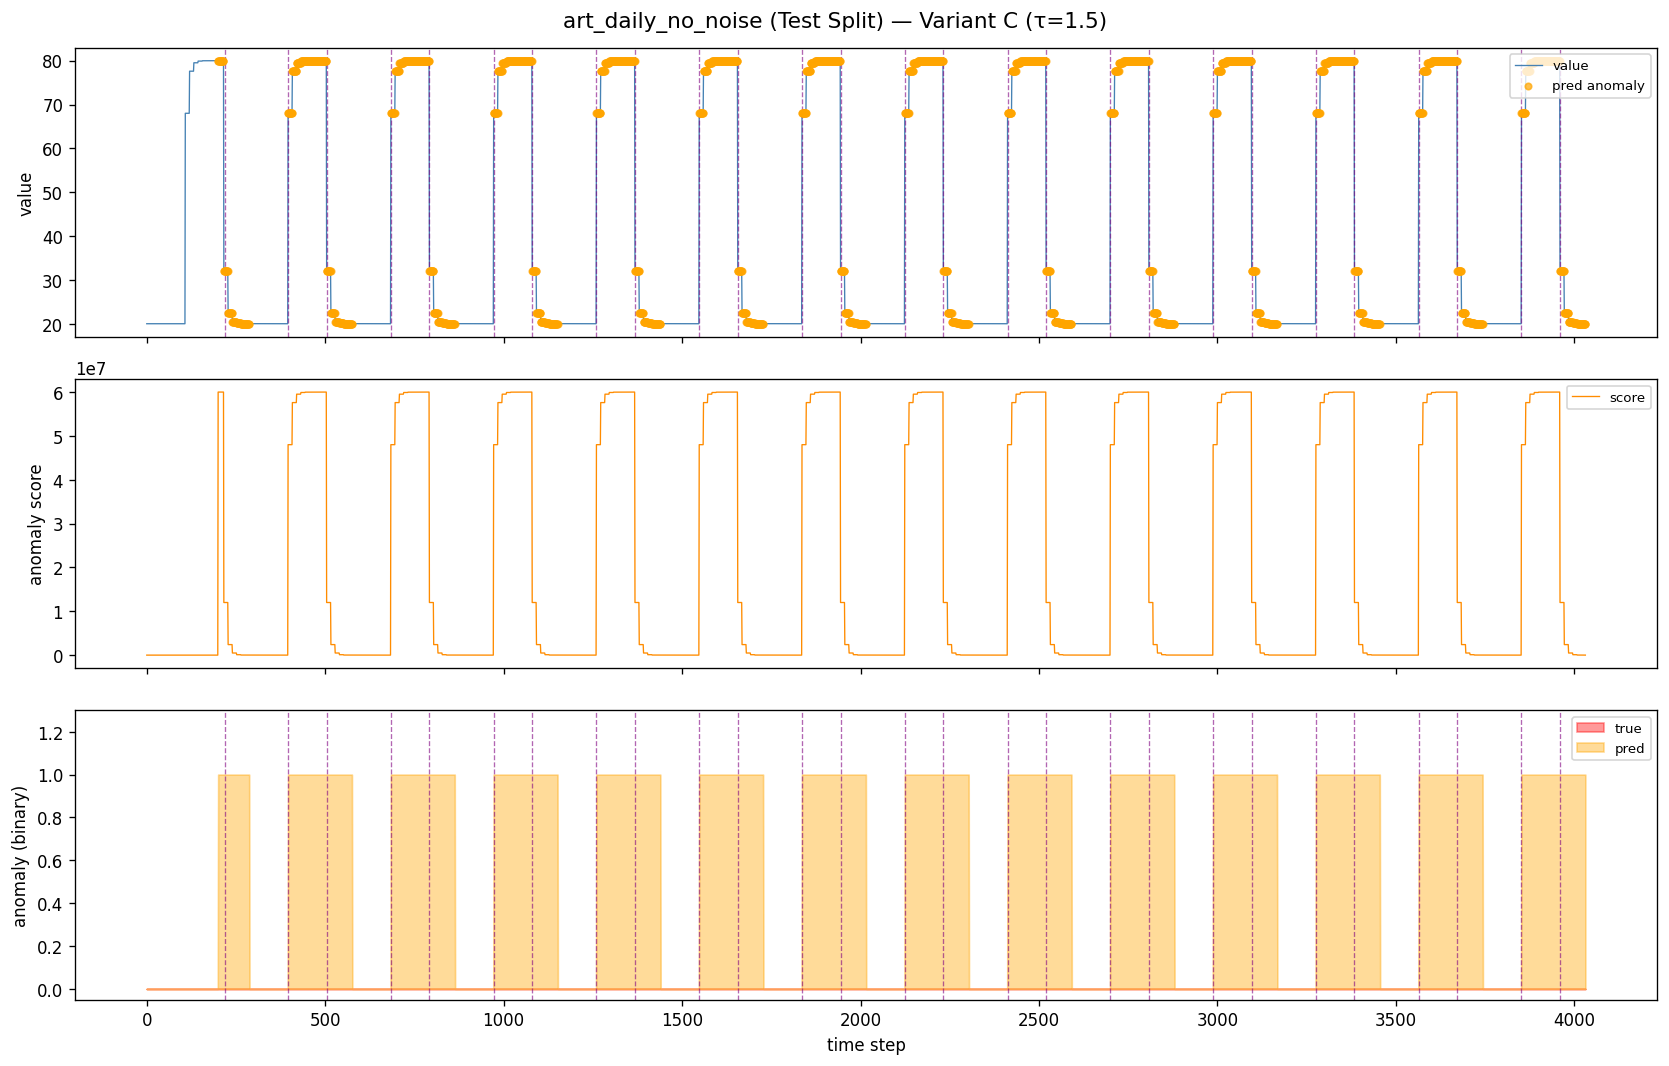 art_daily_no_noise (Test Split) — Variant C (τ=1.5)
value
pred anomaly
80
70
60
50
40
30
20
value
1e7
score
6
5
4
3
2
1
0
anomaly score
true
pred
1.2
1.0
0.8
0.6
0.4
0.2
0.0
anomaly (binary)
0 500 1000 1500 2000 2500 3000 3500 4000
time step